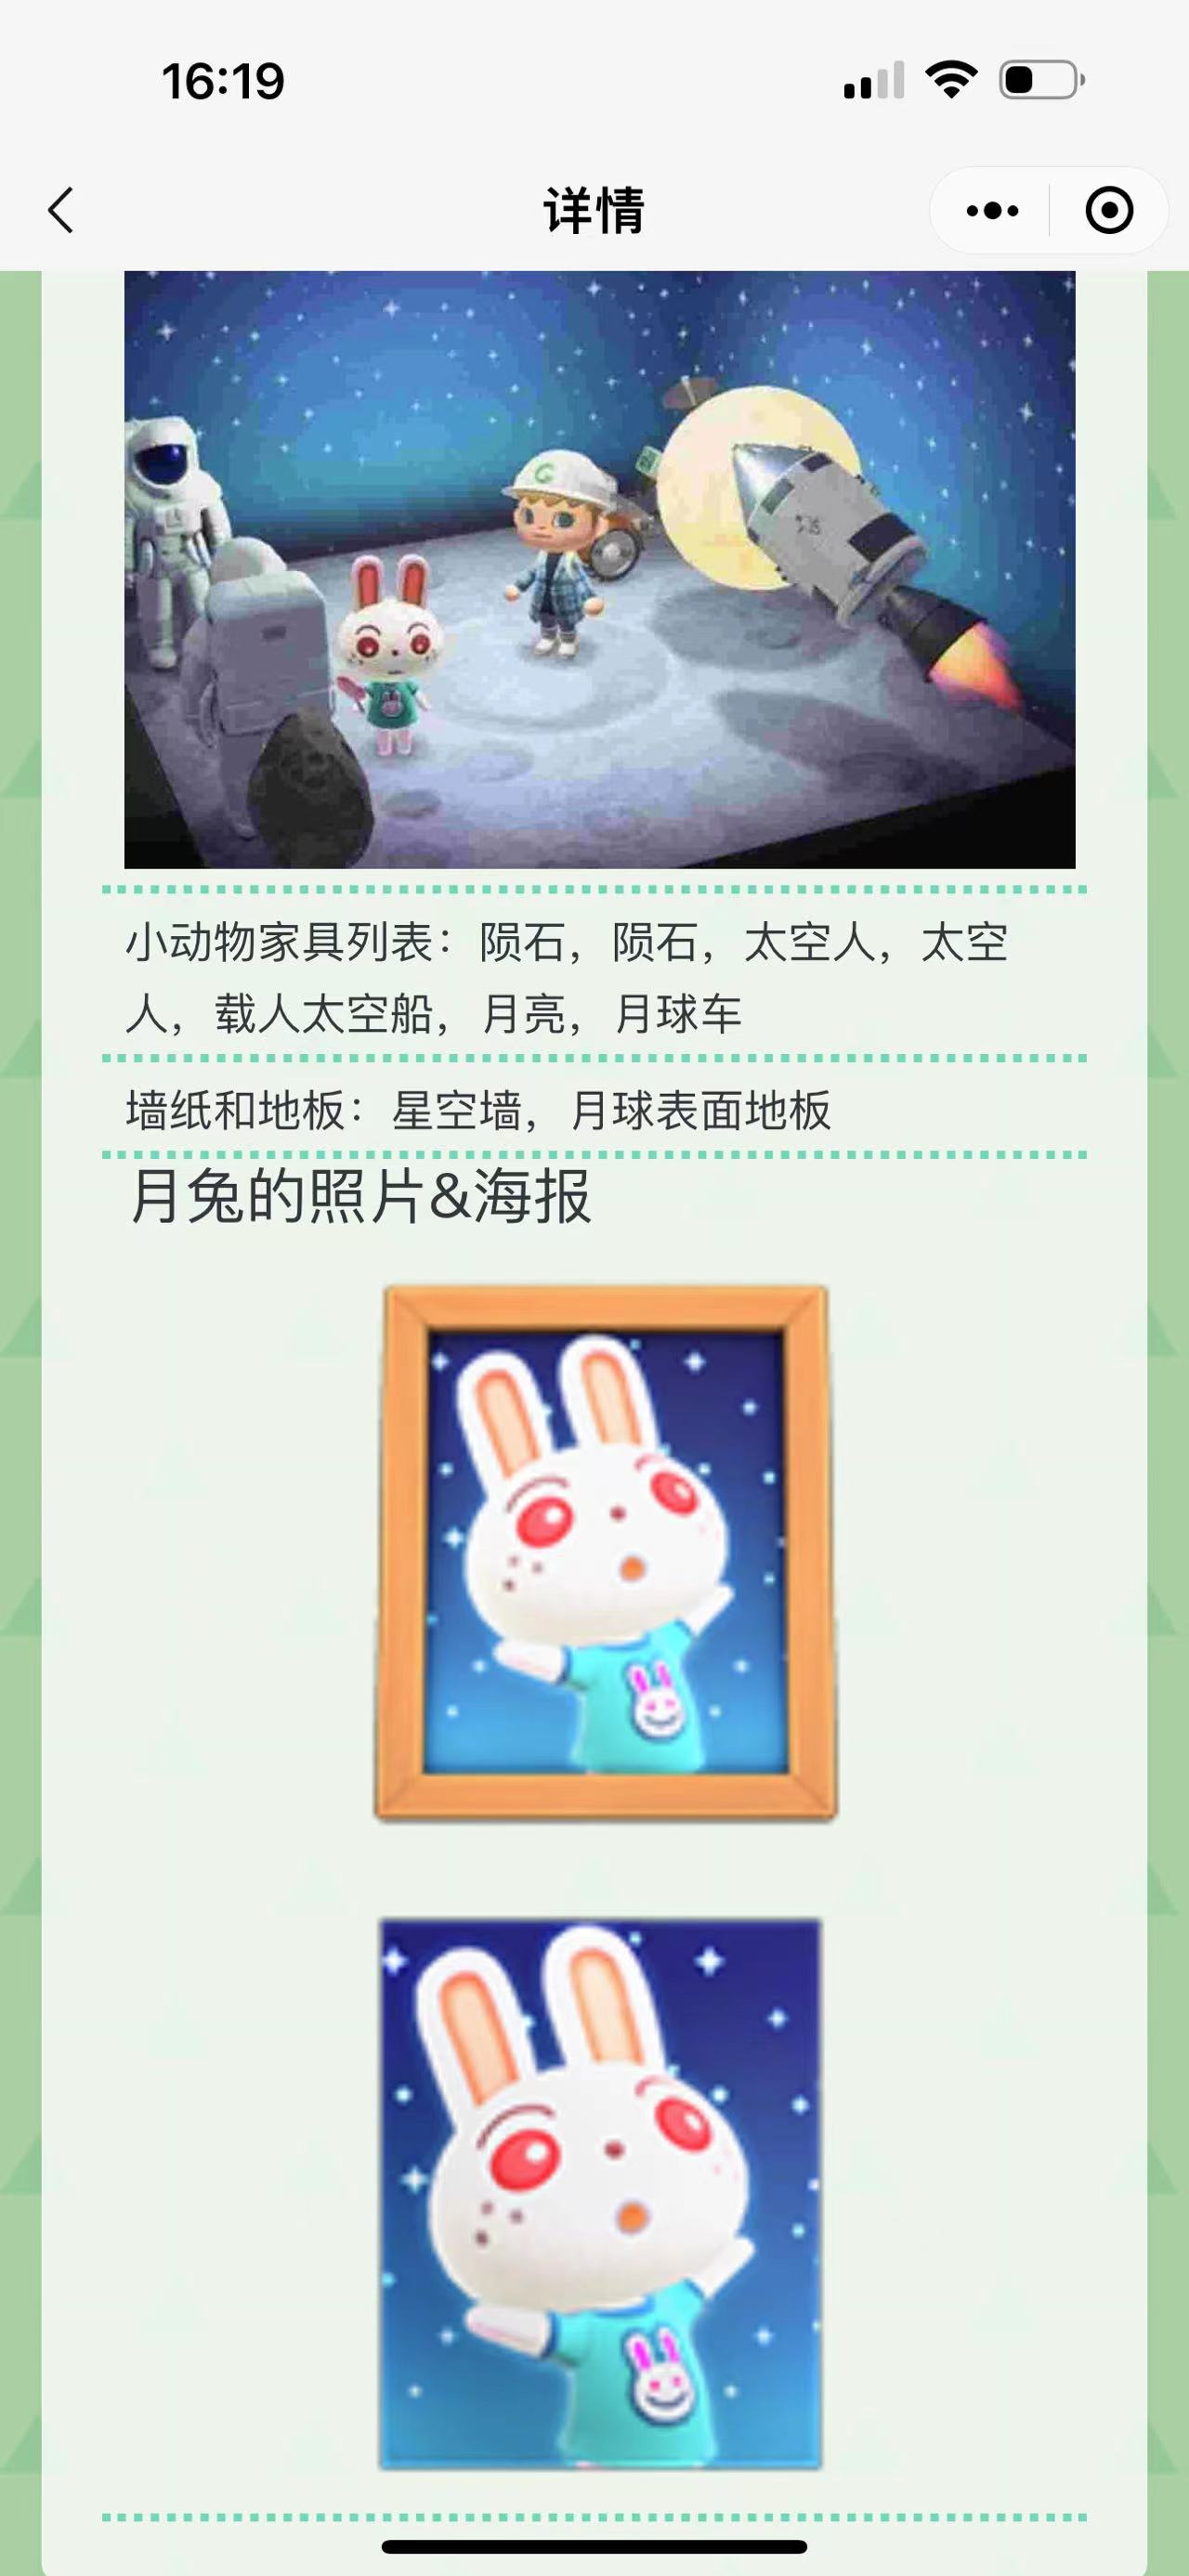 16:19
详情
G
小动物家具列表：陨石，陨石，太空人，太空
人，载人太空船，月亮，月球车
墙纸和地板：星空墙，月球表面地板
月兔的照片&海报